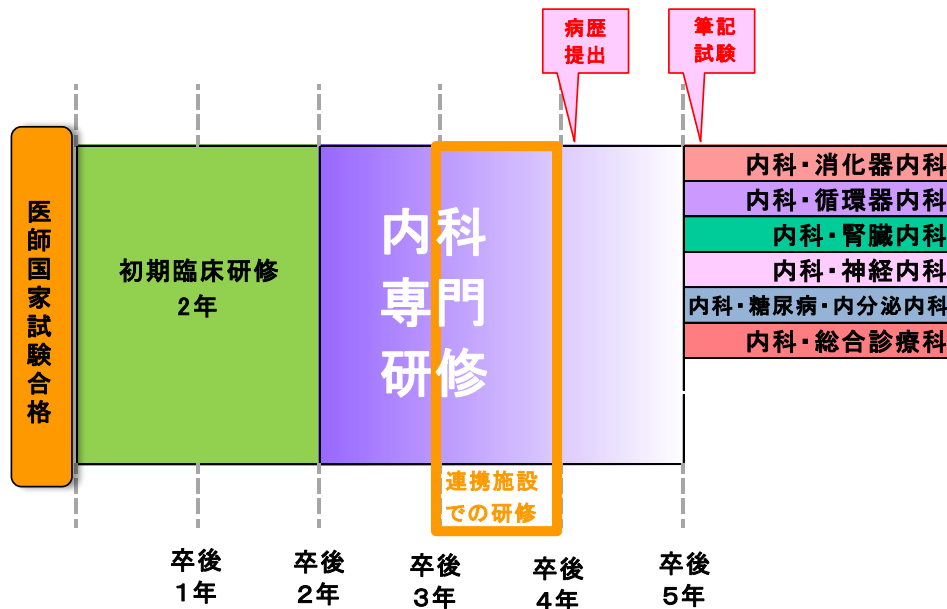 病歴
提出
筆記
試験
医師国家試験合格
初期臨床研修
2年
内科
専門
研修
連携施設
での研修
内科・消化器内科
内科・循環器内科
内科・腎臓内科
内科・神経内科
内科・糖尿病・内分泌内科
内科・総合診療科
卒後
1年
卒後
2年
卒後
3年
卒後
4年
卒後
5年